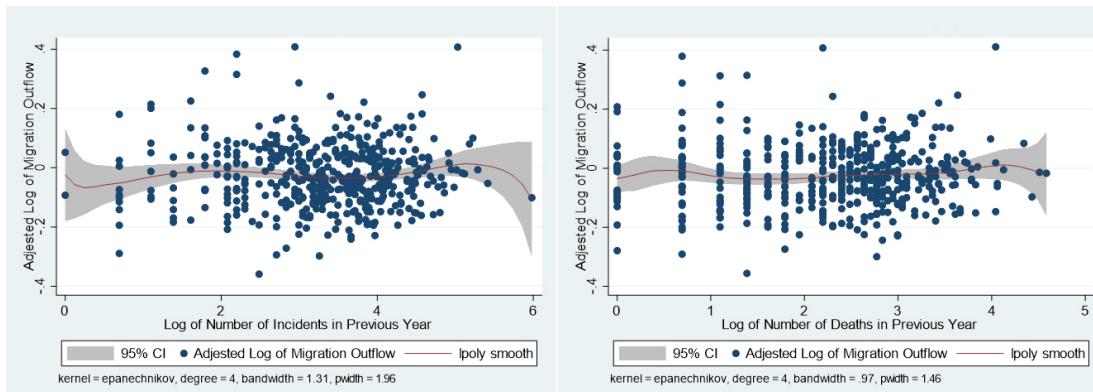 Adjested Log of Migration Outflow
.4
.2
0
-.2
-.4
0
2
4
6
Log of Number of Incidents in Previous Year
95% CI
Adjested Log of Migration Outflow
lpoly smooth
kernel = epanechnikov, degree = 4, bandwidth = 1.31, pwidth = 1.96
Adjested Log of Migration Outflow
.4
.2
0
-.2
-.4
0
1
2
3
4
5
Log of Number of Deaths in Previous Year
95% CI
Adjested Log of Migration Outflow
lpoly smooth
kernel = epanechnikov, degree = 4, bandwidth = .97, pwidth = 1.46